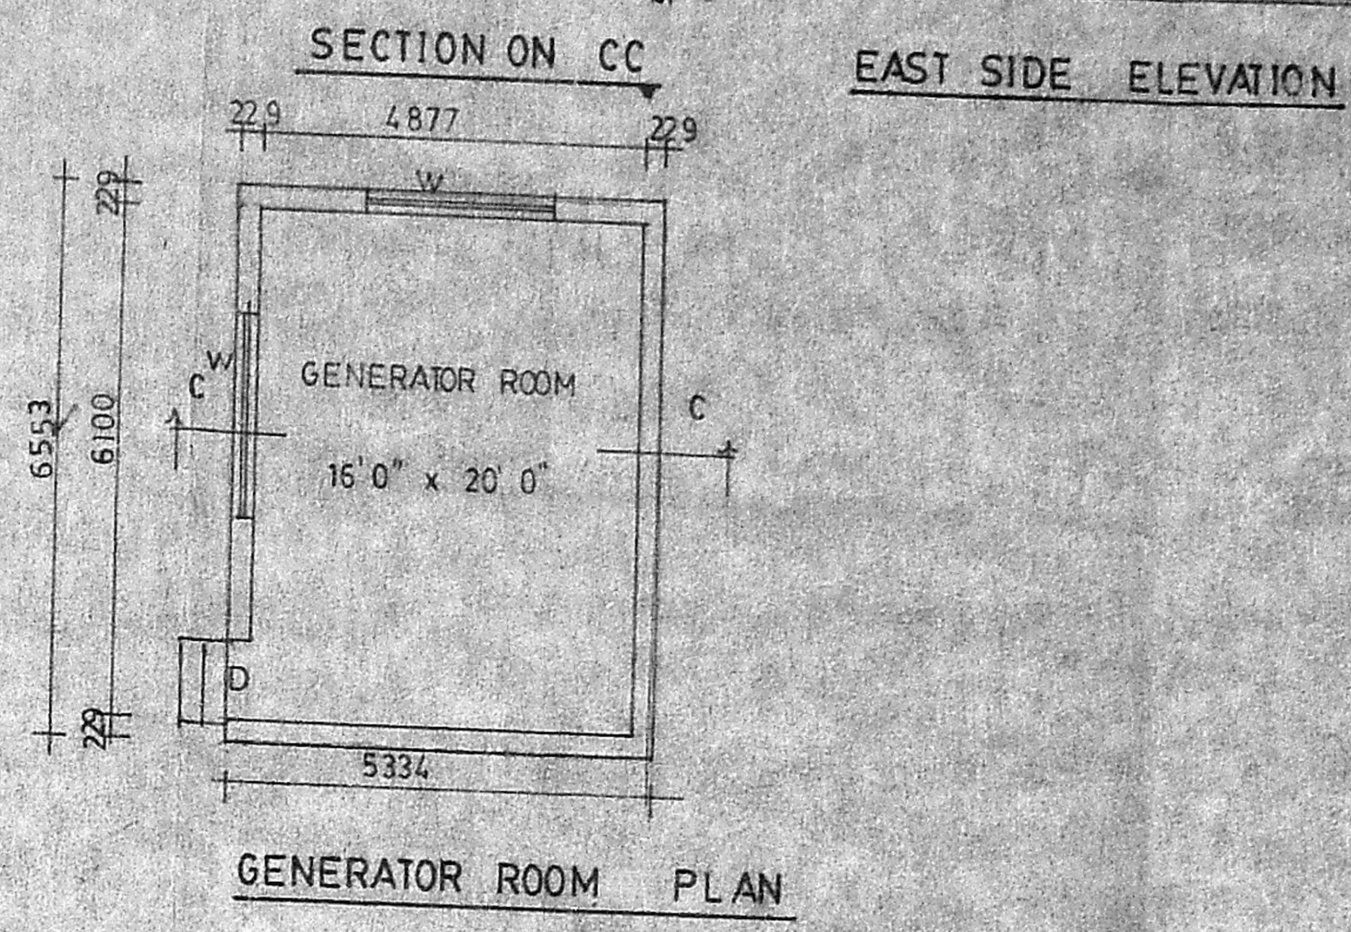 SECTION ON CC
EAST SIDE ELEVATION
229 4877 229
229
W
W
C
GENERATOR ROOM
C
6553
6100
16'0" x 20' 0"
D
229
5334
GENERATOR ROOM PLAN